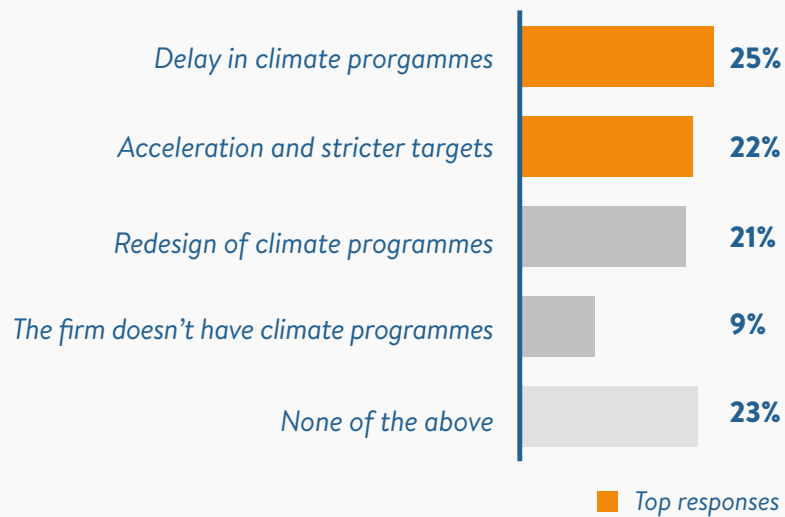 Delay in climate prorgammes 25%
Acceleration and stricter targets 22%
Redesign of climate programmes 21%
The firm doesn’t have climate programmes 9%
None of the above 23%
Top responses